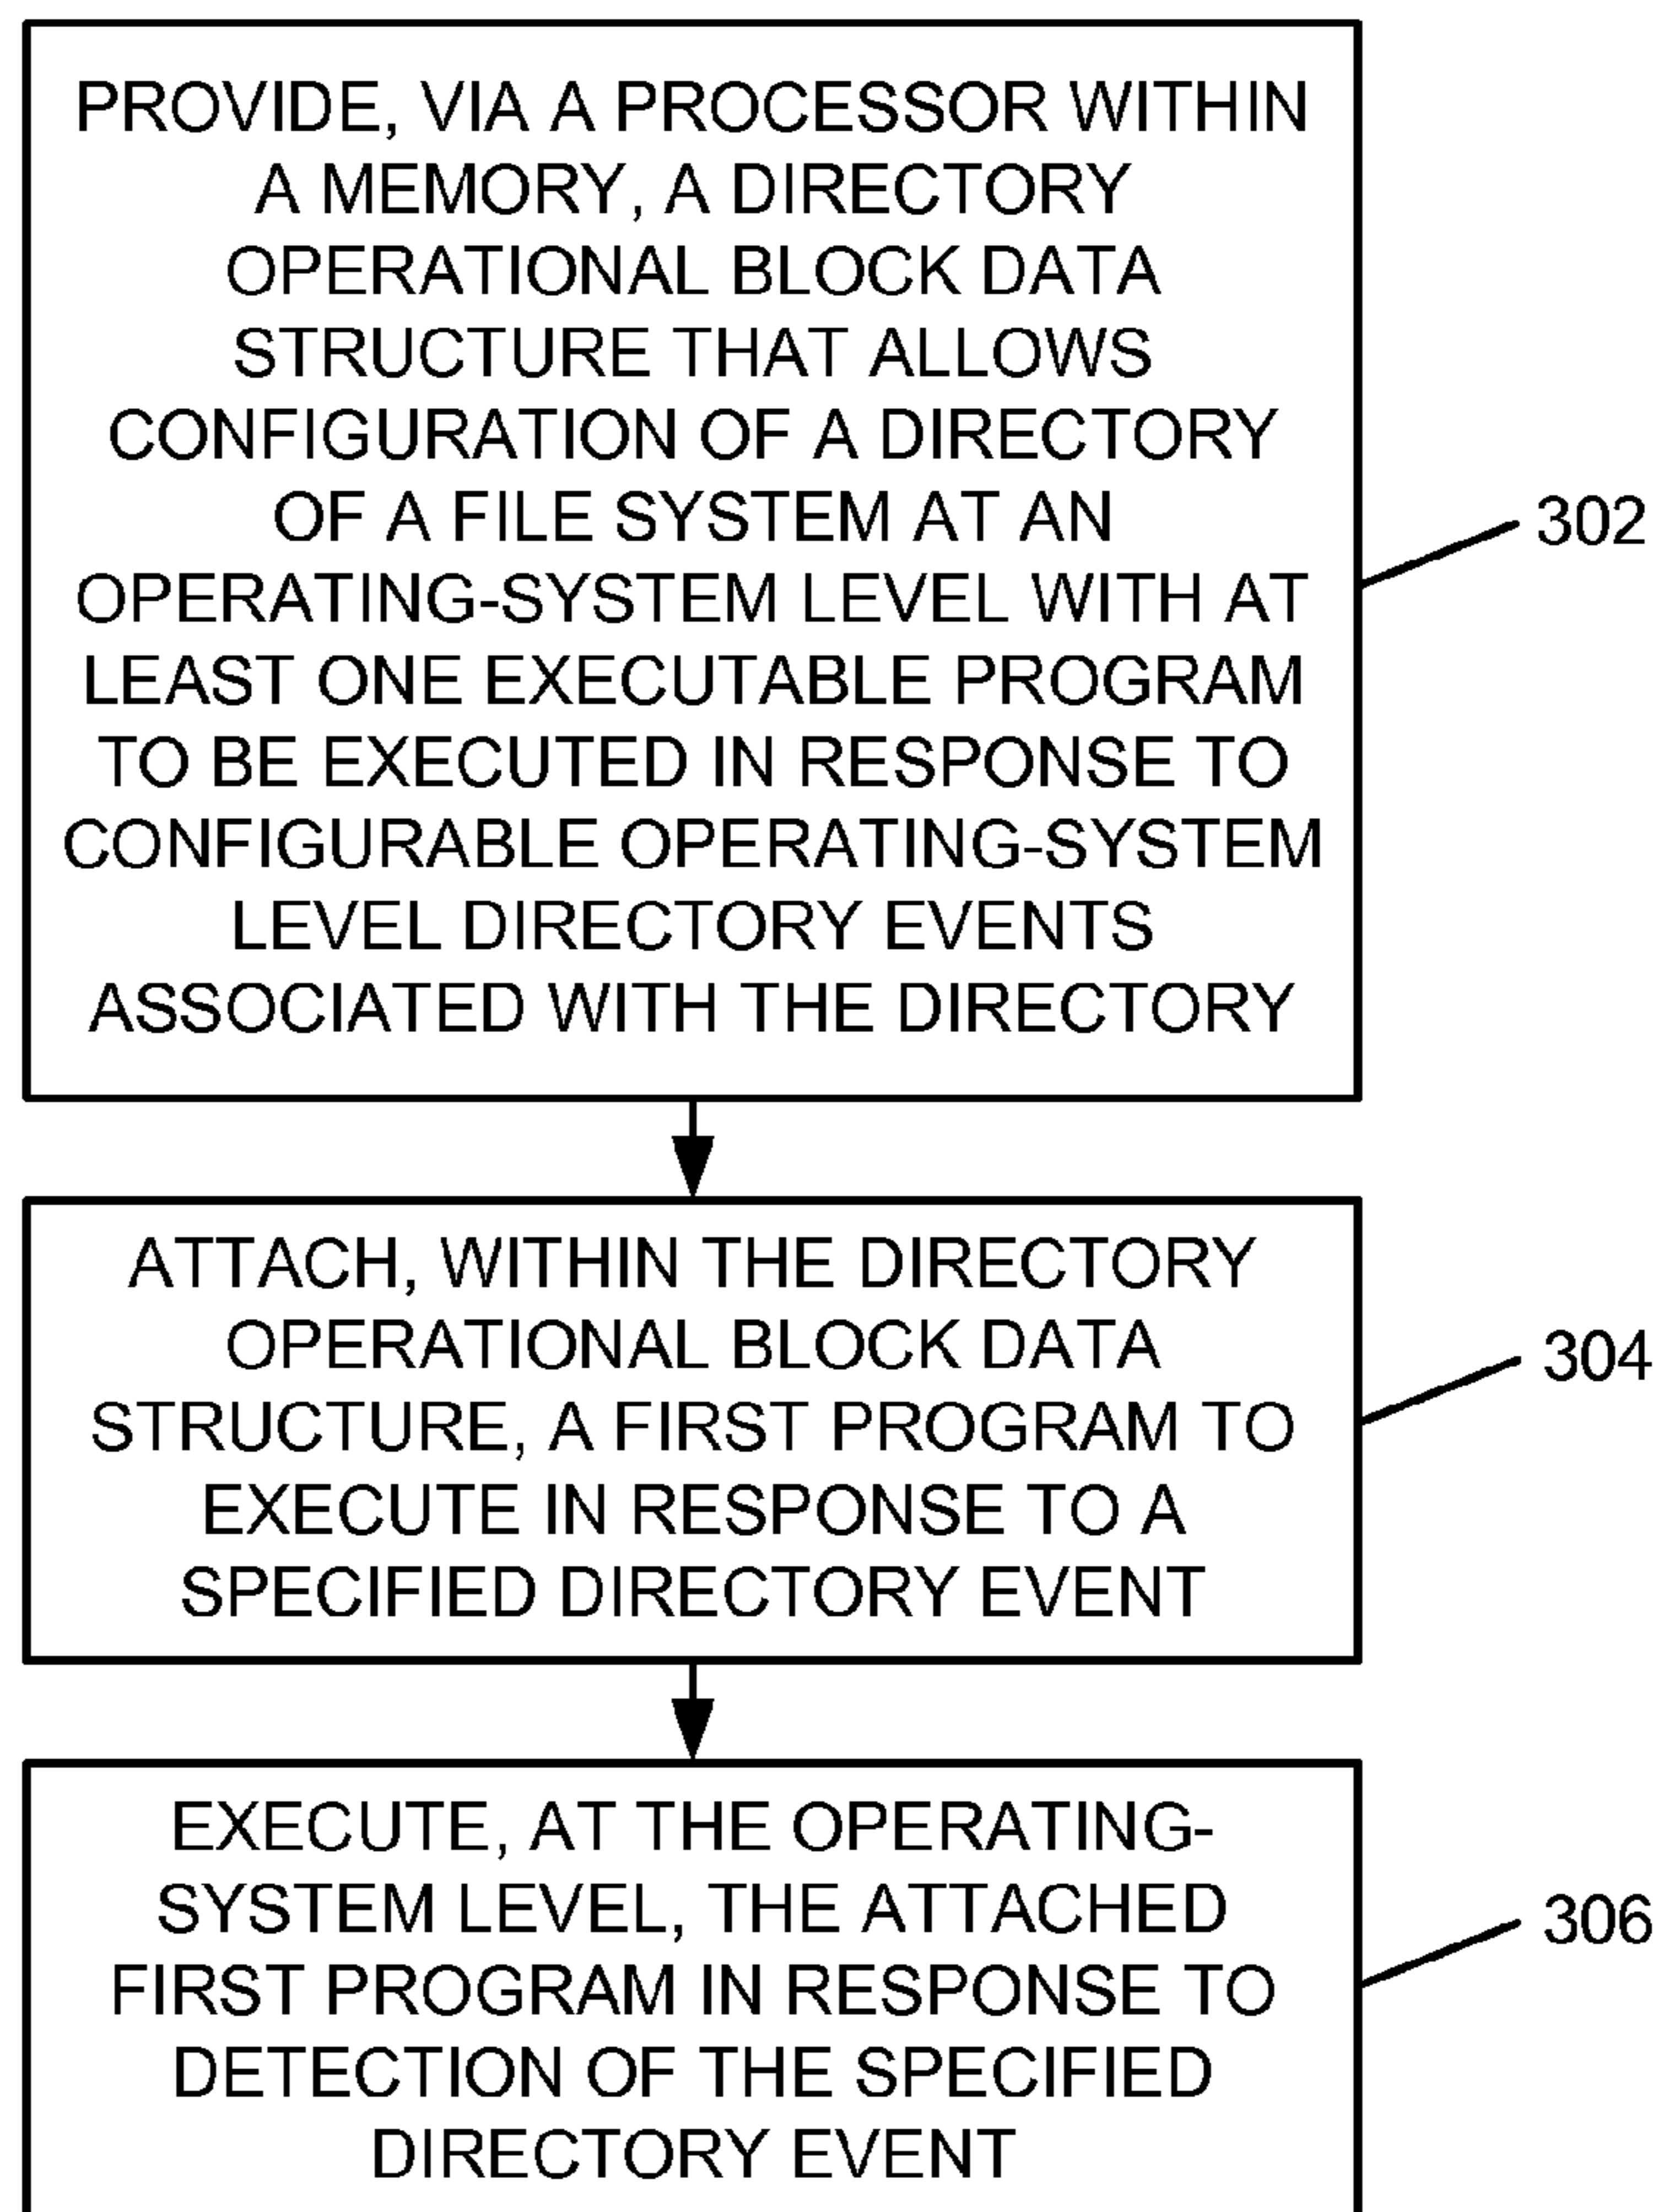 PROVIDE, VIA A PROCESSOR WITHIN
A MEMORY, A DIRECTORY
OPERATIONAL BLOCK DATA
STRUCTURE THAT ALLOWS
CONFIGURATION OF A DIRECTORY
OF A FILE SYSTEM AT AN
OPERATING-SYSTEM LEVEL WITH AT
LEAST ONE EXECUTABLE PROGRAM
TO BE EXECUTED IN RESPONSE TO
CONFIGURABLE OPERATING-SYSTEM
LEVEL DIRECTORY EVENTS
ASSOCIATED WITH THE DIRECTORY
302
ATTACH, WITHIN THE DIRECTORY
OPERATIONAL BLOCK DATA
STRUCTURE, A FIRST PROGRAM TO
EXECUTE IN RESPONSE TO A
SPECIFIED DIRECTORY EVENT
304
EXECUTE, AT THE OPERATING-
SYSTEM LEVEL, THE ATTACHED
FIRST PROGRAM IN RESPONSE TO
DETECTION OF THE SPECIFIED
DIRECTORY EVENT
306